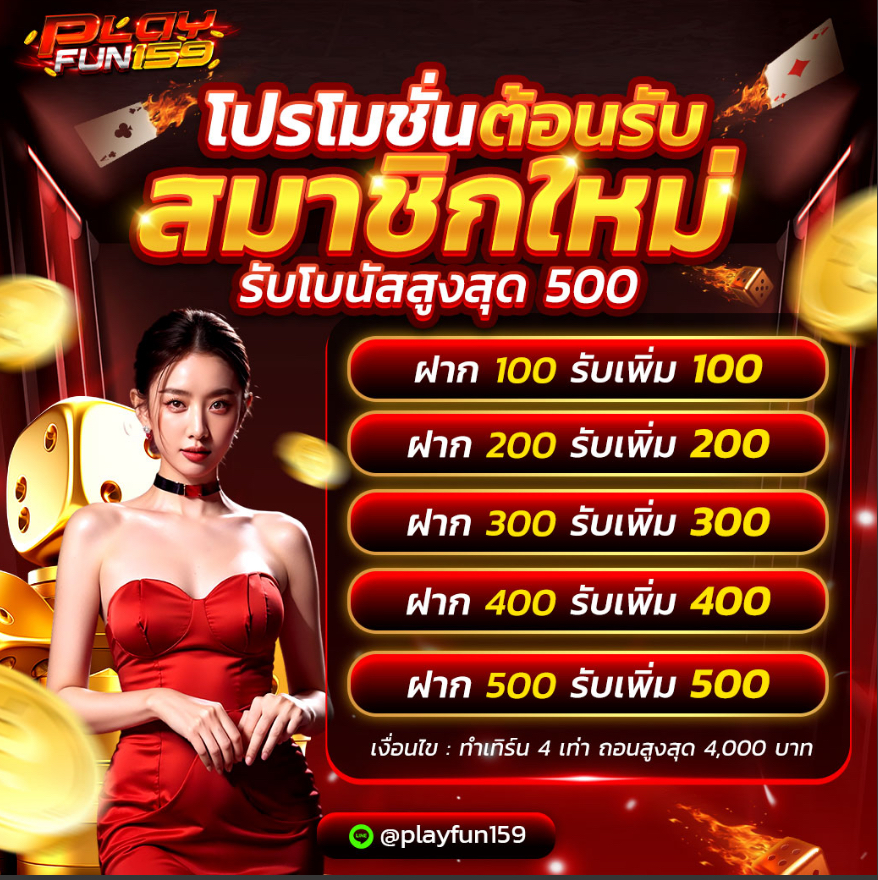 PLAY
FUN159
โปรโมชั่นต้อนรับ
สมาชิกใหม่
รับโบนัสสูงสุด 500
ฝาก 100 รับเพิ่ม 100
ฝาก 200 รับเพิ่ม 200
ฝาก 300 รับเพิ่ม 300
ฝาก 400 รับเพิ่ม 400
ฝาก 500 รับเพิ่ม 500
เงื่อนไข : ทำเทิร์น 4 เท่า ถอนสูงสุด 4,000 บาท
LINE @playfun159